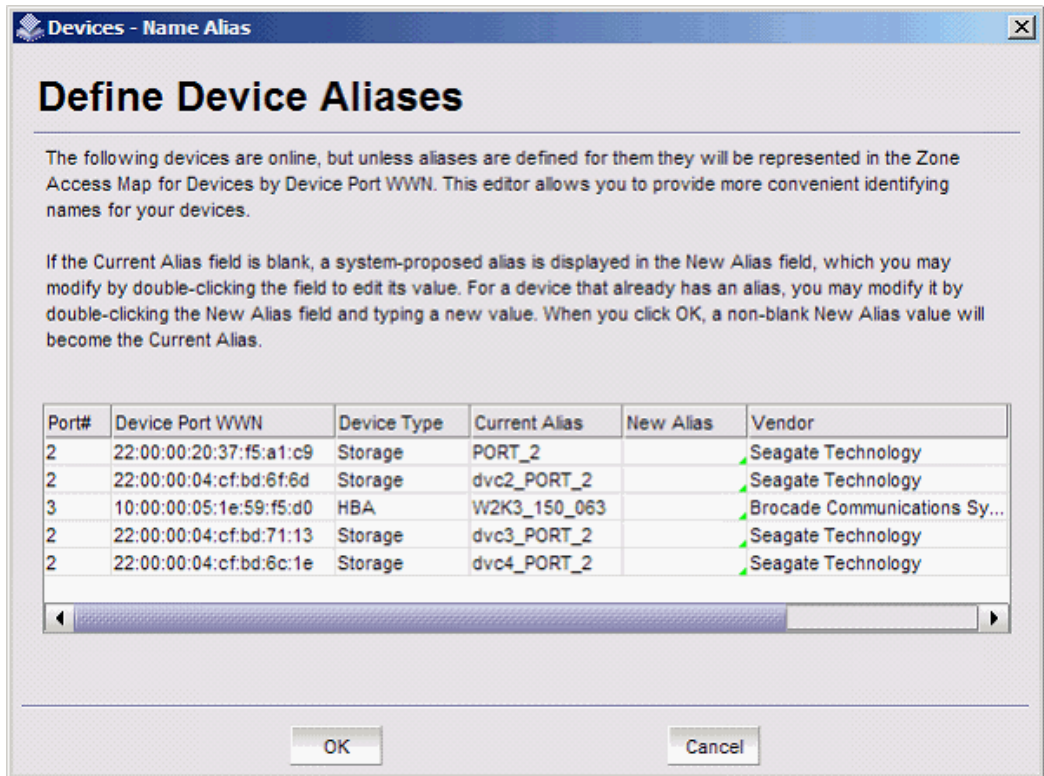 Devices - Name Alias
Define Device Aliases
The following devices are online, but unless aliases are defined for them they will be represented in the Zone
Access Map for Devices by Device Port WWN. This editor allows you to provide more convenient identifying
names for your devices.
If the Current Alias field is blank, a system-proposed alias is displayed in the New Alias field, which you may
modify by double-clicking the field to edit its value. For a device that already has an alias, you may modify it by
double-clicking the New Alias field and typing a new value. When you click OK, a non-blank New Alias value will
become the Current Alias.
Port# Device Port WWN Device Type Current Alias New Alias Vendor
2 22:00:00:20:37:f5:a1:c9 Storage PORT_2 Seagate Technology
2 22:00:00:04:cf:bd:6f:6d Storage dvc2_PORT_2 Seagate Technology
3 10:00:00:05:1e:59:f5:d0 HBA W2K3_150_063 Brocade Communications Sy...
2 22:00:00:04:cf:bd:71:13 Storage dvc3_PORT_2 Seagate Technology
2 22:00:00:04:cf:bd:6c:1e Storage dvc4_PORT_2 Seagate Technology
OK Cancel